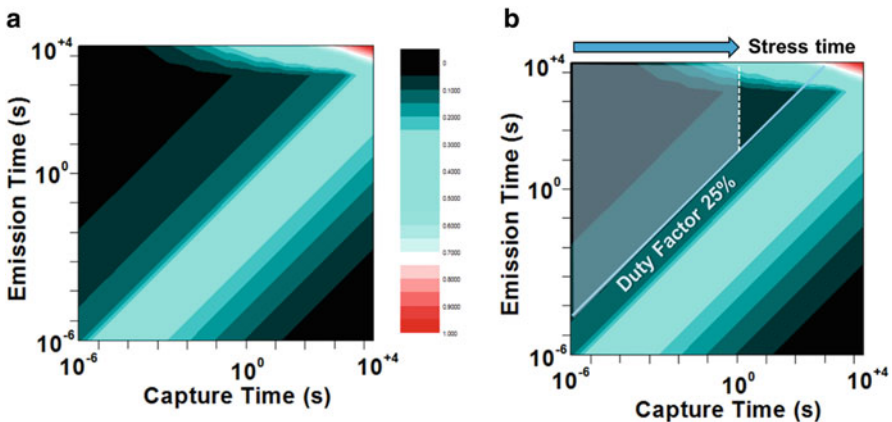 a
10+4
10^0
10^-6
Emission Time (s)
10^-6
10^0
10+4
Capture Time (s)
0
0.1000
0.2000
0.3000
0.4000
0.5000
0.6000
0.7000
0.8000
0.9000
1.000
b
Stress time
10+4
10^0
10^-6
Emission Time (s)
Duty Factor 25%
10^-6
10^0
10+4
Capture Time (s)